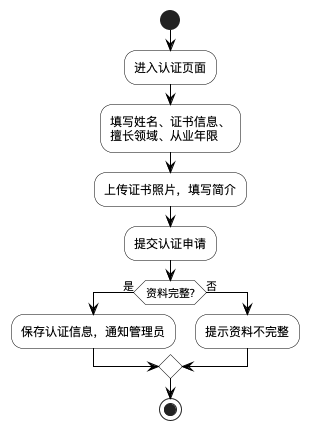 进入认证页面
填写姓名、证书信息、
擅长领域、从业年限
上传证书照片，填写简介
提交认证申请
是
资料完整?
否
保存认证信息，通知管理员
提示资料不完整